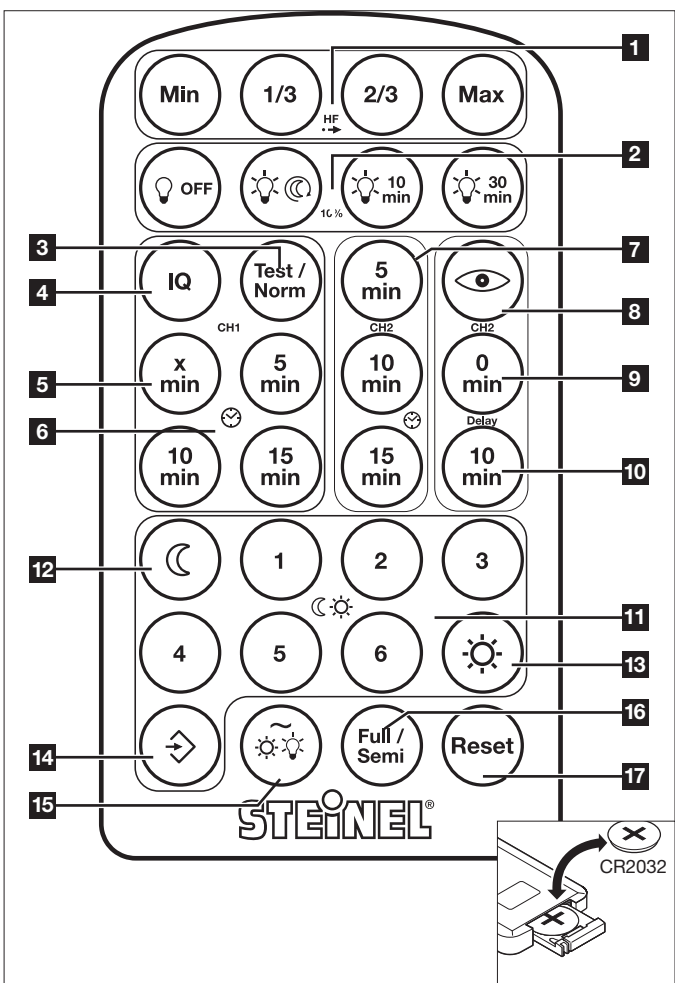 1
Min 1/3 2/3 Max
HF
2
OFF 10 min 30 min
10%
3
4
IQ Test / Norm 5 min
7
8
CH1 CH2 CH2
5
x min 5 min 10 min 0 min
9
6
Delay
10 min 15 min 15 min 10 min
10
12
1 2 3
11
4 5 6
13
14
16
Full / Semi Reset
17
15
STEINEL®
CR2032